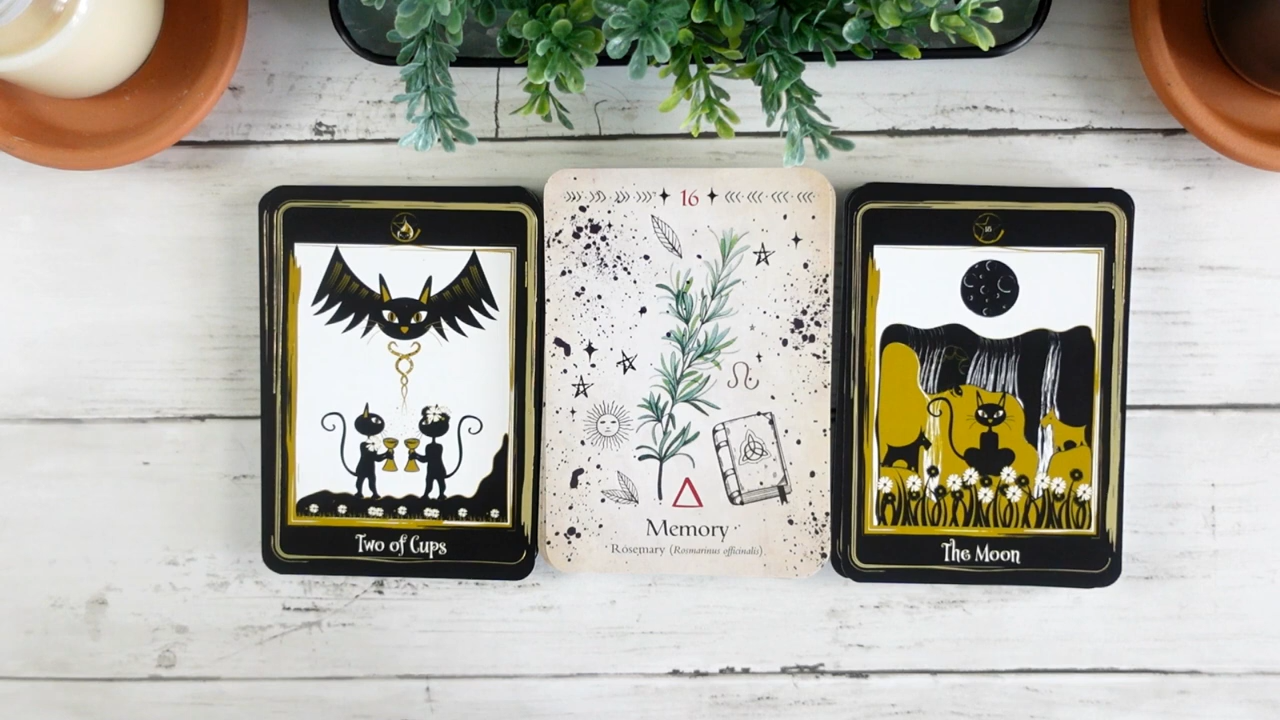 Two of Cups
16
Memory
Rosemary (Rosmarinus officinalis)
The Moon